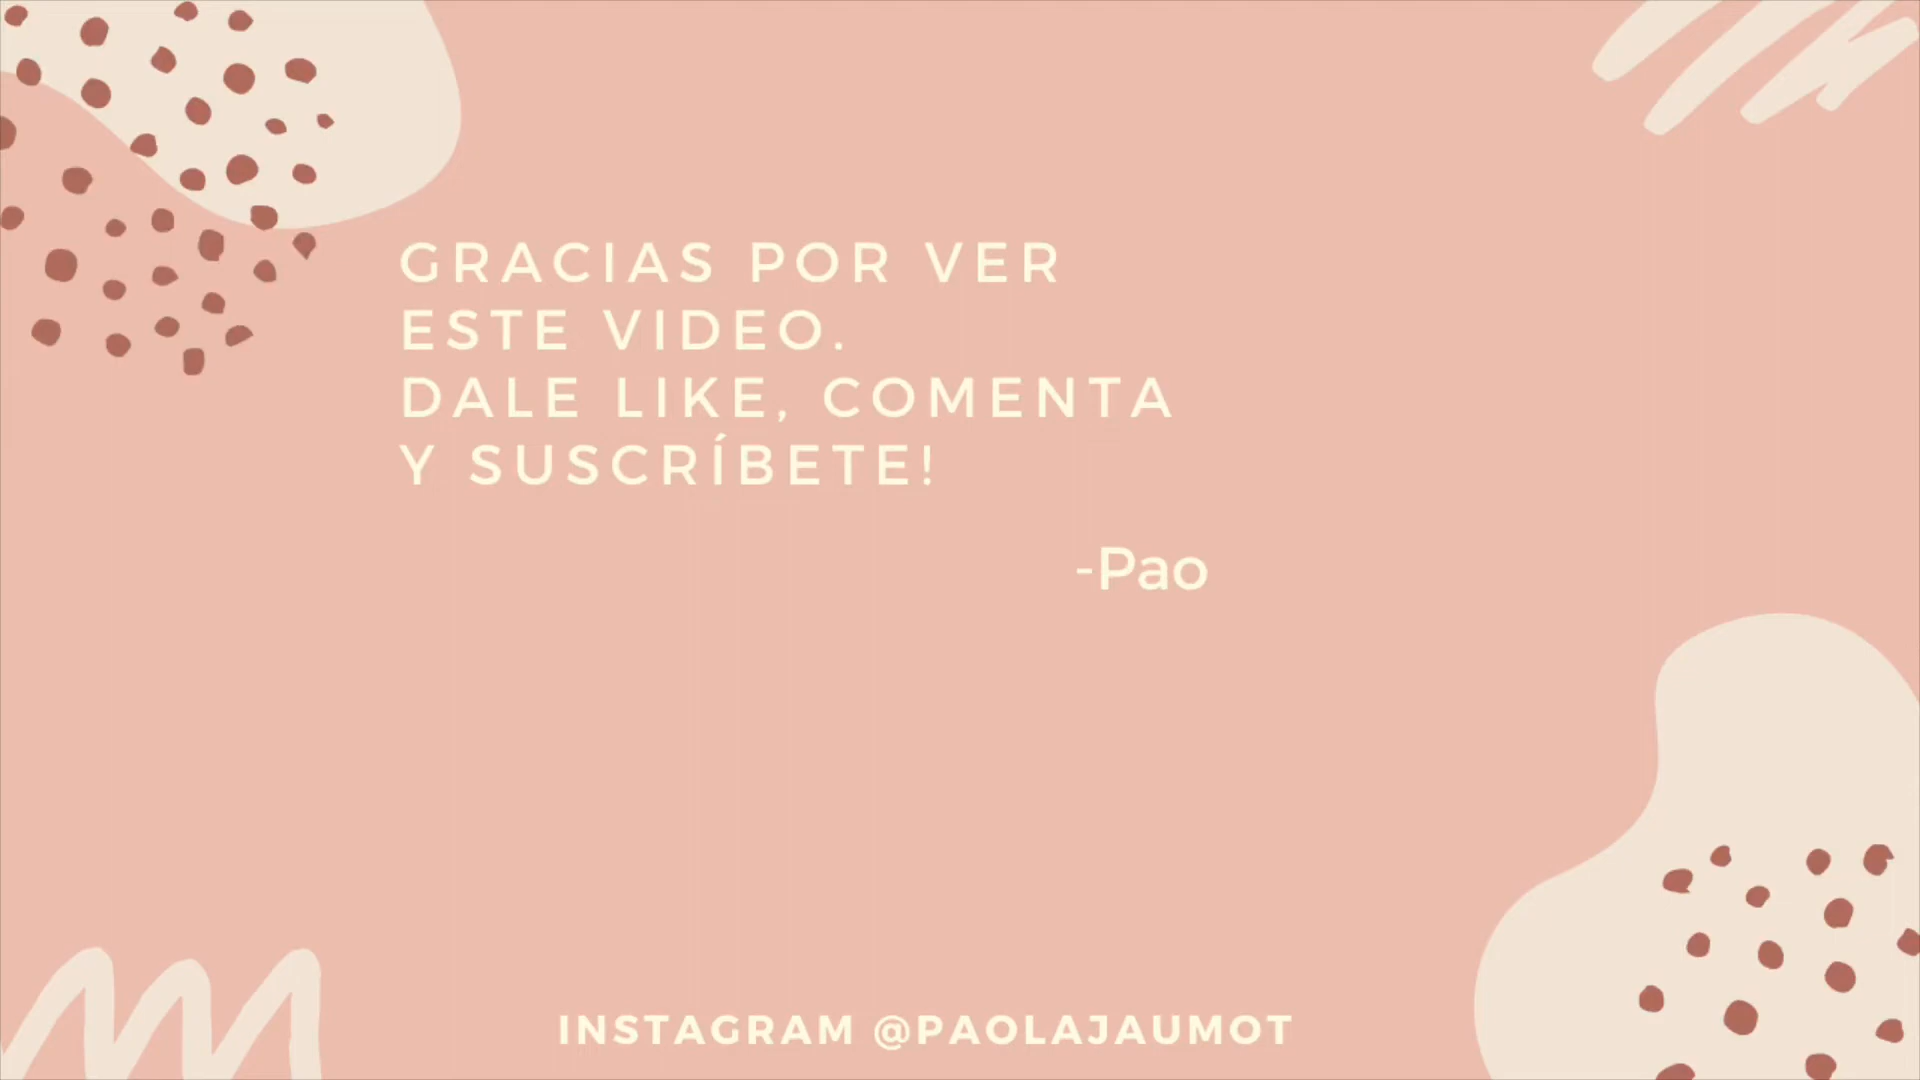 GRACIAS POR VER
ESTE VIDEO.
DALE LIKE, COMENTA
Y SUSCRÍBETE!
-Pao
INSTAGRAM @PAOLAJAUMOT